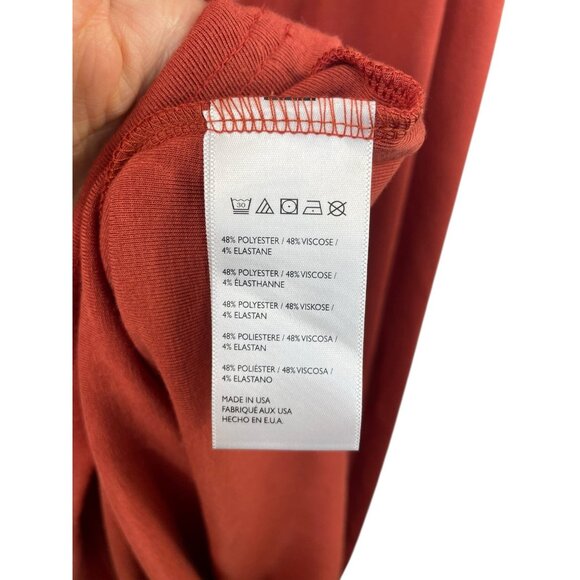 30
48% POLYESTER / 48% VISCOSE /
4% ELASTANE
48% POLYESTER / 48% VISCOSE /
4% ÉLASTHANNE
48% POLYESTER / 48% VISKOSE /
4% ELASTAN
48% POLIESTERE / 48% VISCOSA /
4% ELASTAN
48% POLIÉSTER / 48% VISCOSA /
4% ELASTANO
MADE IN USA
FABRIQUÉ AUX USA
HECHO EN E.U.A.